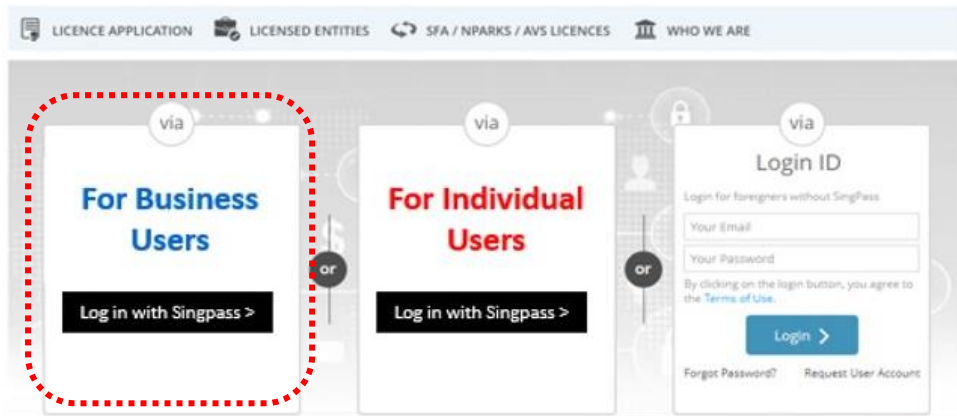 LICENCE APPLICATION LICENSED ENTITIES SFA / NPARKS / AVS LICENCES WHO WE ARE
via
For Business
Users
Log in with Singpass >
or
via
For Individual
Users
Log in with Singpass >
or
via
Login ID
Login for foreigners without SingPass
Your Email
Your Password
By clicking on the login button, you agree to
the Terms of Use.
Login
Forgot Password? Request User Account